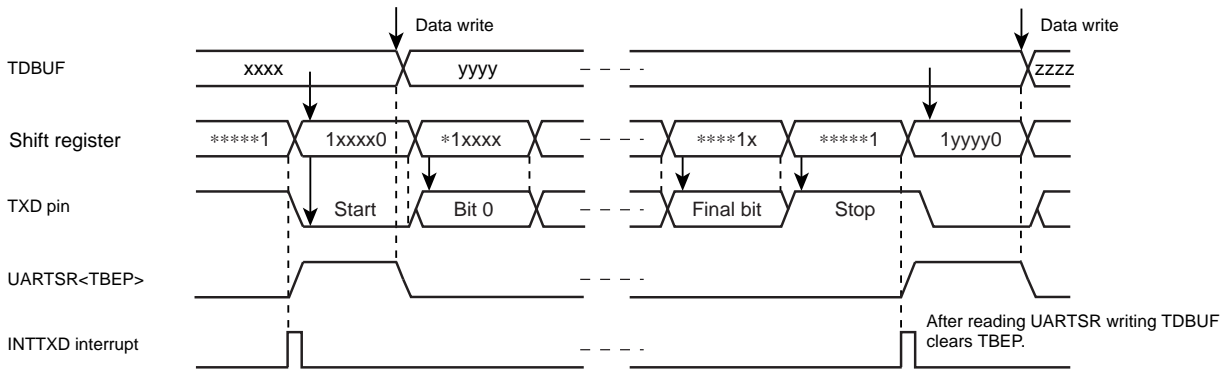 Data write
Data write
TDBUF
xxxx
yyyy
zzzz
Shift register
*****1
1xxxx0
*1xxxx
****1x
*****1
1yyyy0
TXD pin
Start
Bit 0
Final bit
Stop
UARTSR<TBEP>
INTTXD interrupt
After reading UARTSR writing TDBUF
clears TBEP.